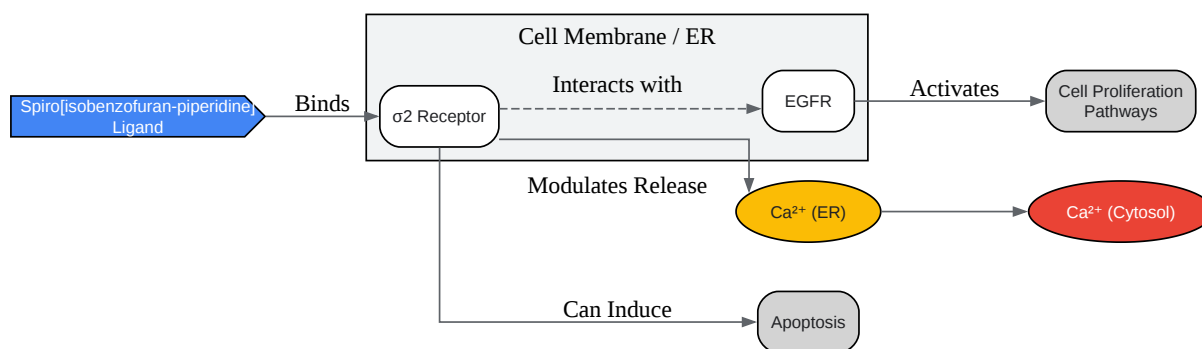 Cell Membrane / ER
Spiro[isobenzofuran-piperidine]
Ligand
Binds
σ2 Receptor
Interacts with
EGFR
Activates
Cell Proliferation
Pathways
Modulates Release
Ca²⁺ (ER)
Ca²⁺ (Cytosol)
Can Induce
Apoptosis